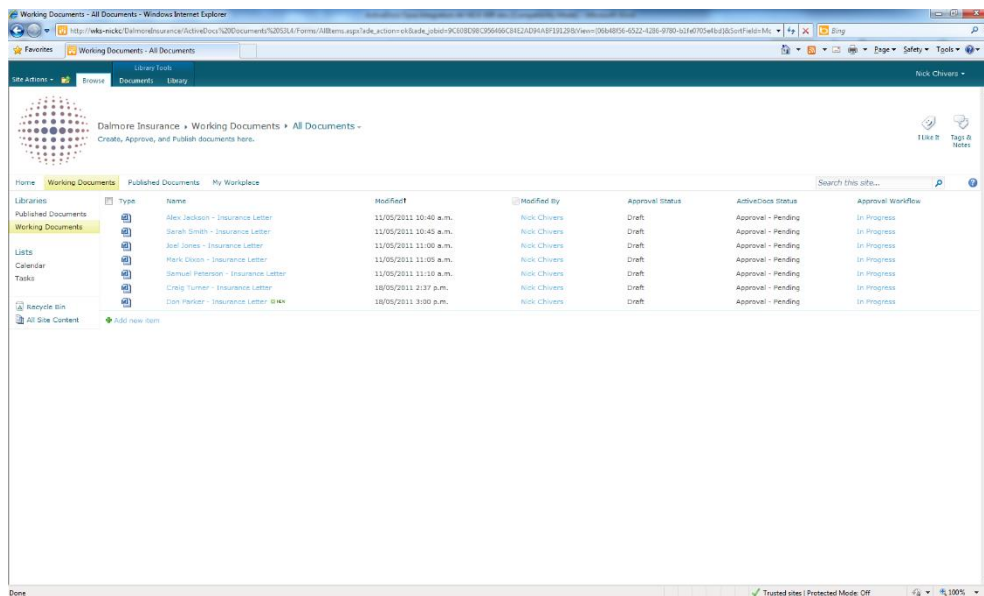 Working Documents - All Documents - Windows Internet Explorer
Bing
Favorites Working Documents - All Documents
Page Safety Tools
Library Tools
Site Actions Browse Documents Library Nick Chivers
Dalmore Insurance Working Documents All Documents
Create, Approve, and Publish documents here.
I Like It Tags & Notes
Home Working Documents Published Documents My Workplace Search this site...
Libraries Type Name Modified Modified By Approval Status ActiveDocs Status Approval Workflow
Published Documents Alex Jackson - Insurance Letter 11/05/2011 10:40 a.m. Nick Chivers Draft Approval - Pending In Progress
Working Documents Sarah Smith - Insurance Letter 11/05/2011 10:45 a.m. Nick Chivers Draft Approval - Pending In Progress
Joel Jones - Insurance Letter 11/05/2011 11:00 a.m. Nick Chivers Draft Approval - Pending In Progress
Lists Mark Dixon - Insurance Letter 11/05/2011 11:05 a.m. Nick Chivers Draft Approval - Pending In Progress
Calendar Samuel Peterson - Insurance Letter 11/05/2011 11:10 a.m. Nick Chivers Draft Approval - Pending In Progress
Tasks Craig Turner - Insurance Letter 18/05/2011 2:37 p.m. Nick Chivers Draft Approval - Pending In Progress
Don Parker - Insurance Letter NEW 18/05/2011 3:00 p.m. Nick Chivers Draft Approval - Pending In Progress
Recycle Bin
All Site Content Add new item
Done Trusted sites | Protected Mode: Off 100%